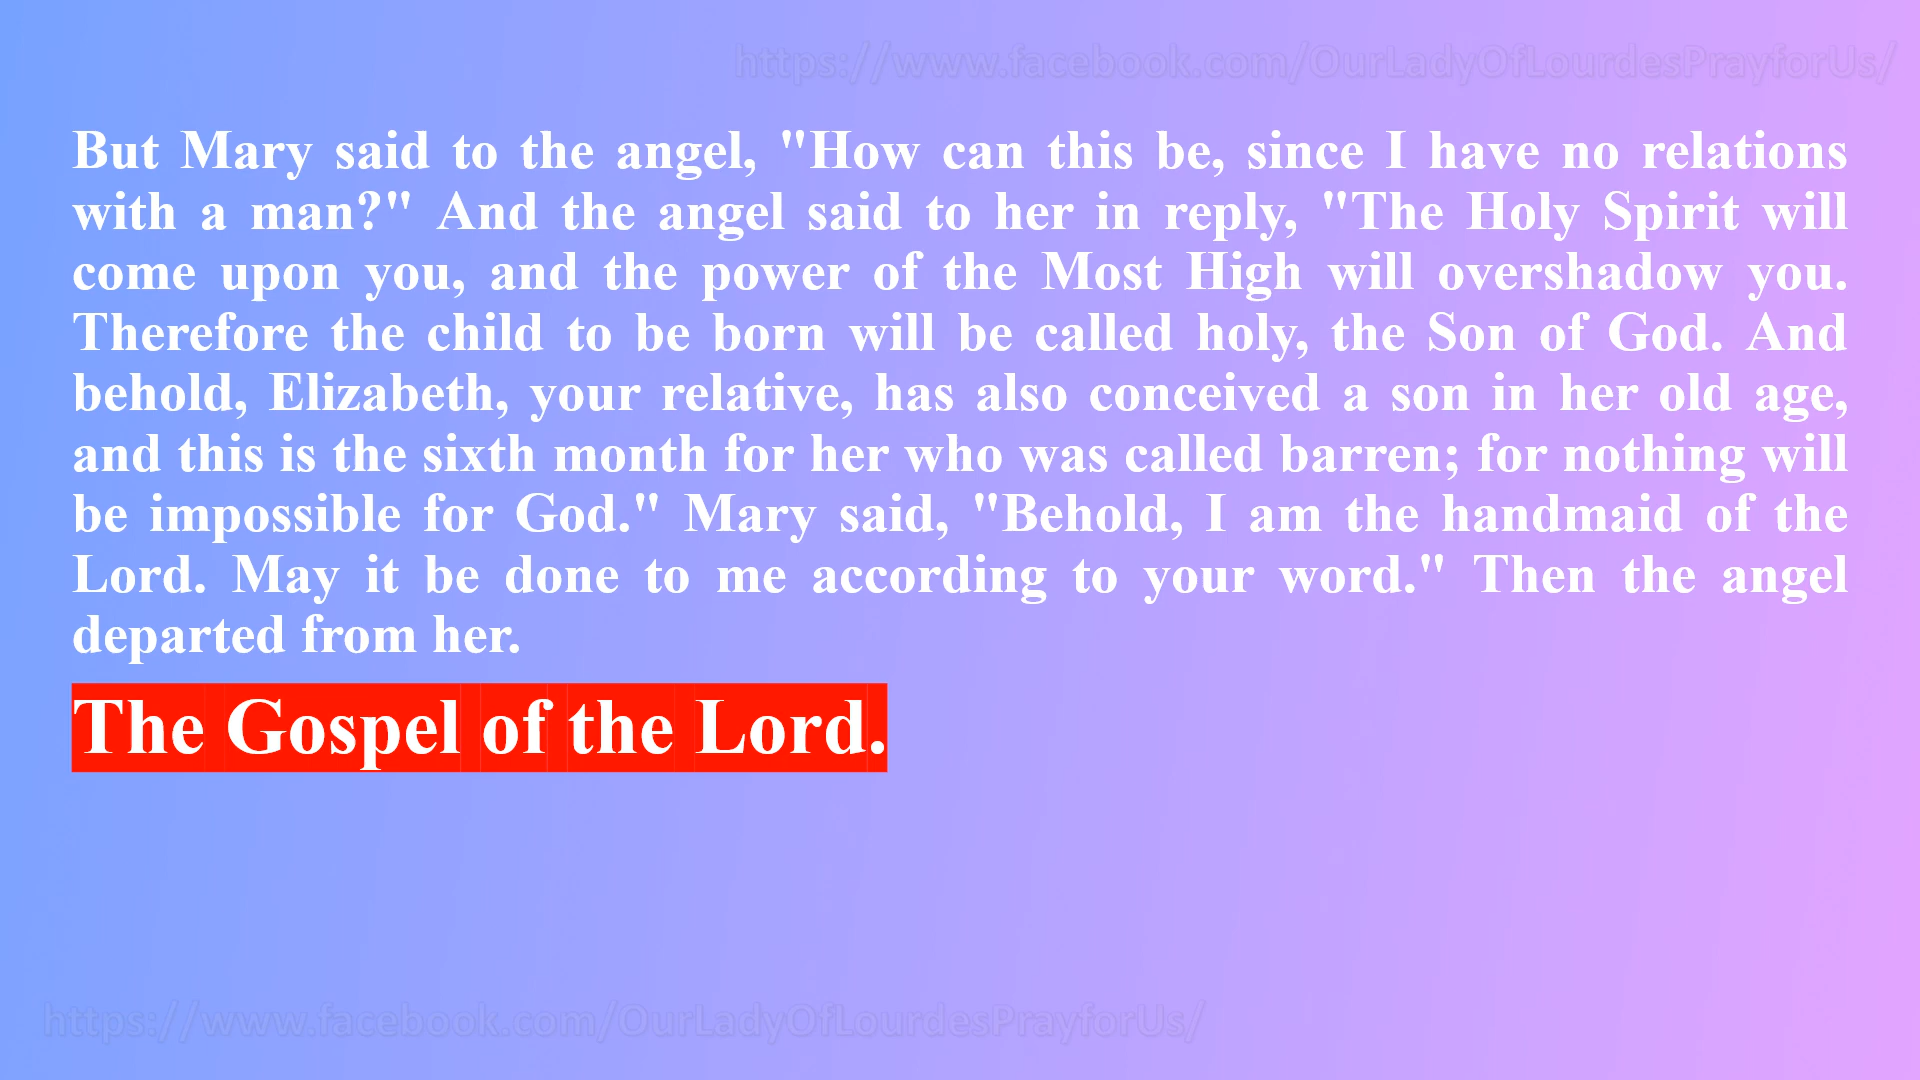 https://www.facebook.com/OurLadyOfLourdesPrayforUs/
But Mary said to the angel, "How can this be, since I have no relations
with a man?" And the angel said to her in reply, "The Holy Spirit will
come upon you, and the power of the Most High will overshadow you.
Therefore the child to be born will be called holy, the Son of God. And
behold, Elizabeth, your relative, has also conceived a son in her old age,
and this is the sixth month for her who was called barren; for nothing will
be impossible for God." Mary said, "Behold, I am the handmaid of the
Lord. May it be done to me according to your word." Then the angel
departed from her.
The Gospel of the Lord.
https://www.facebook.com/OurLadyOfLourdesPrayforUs/